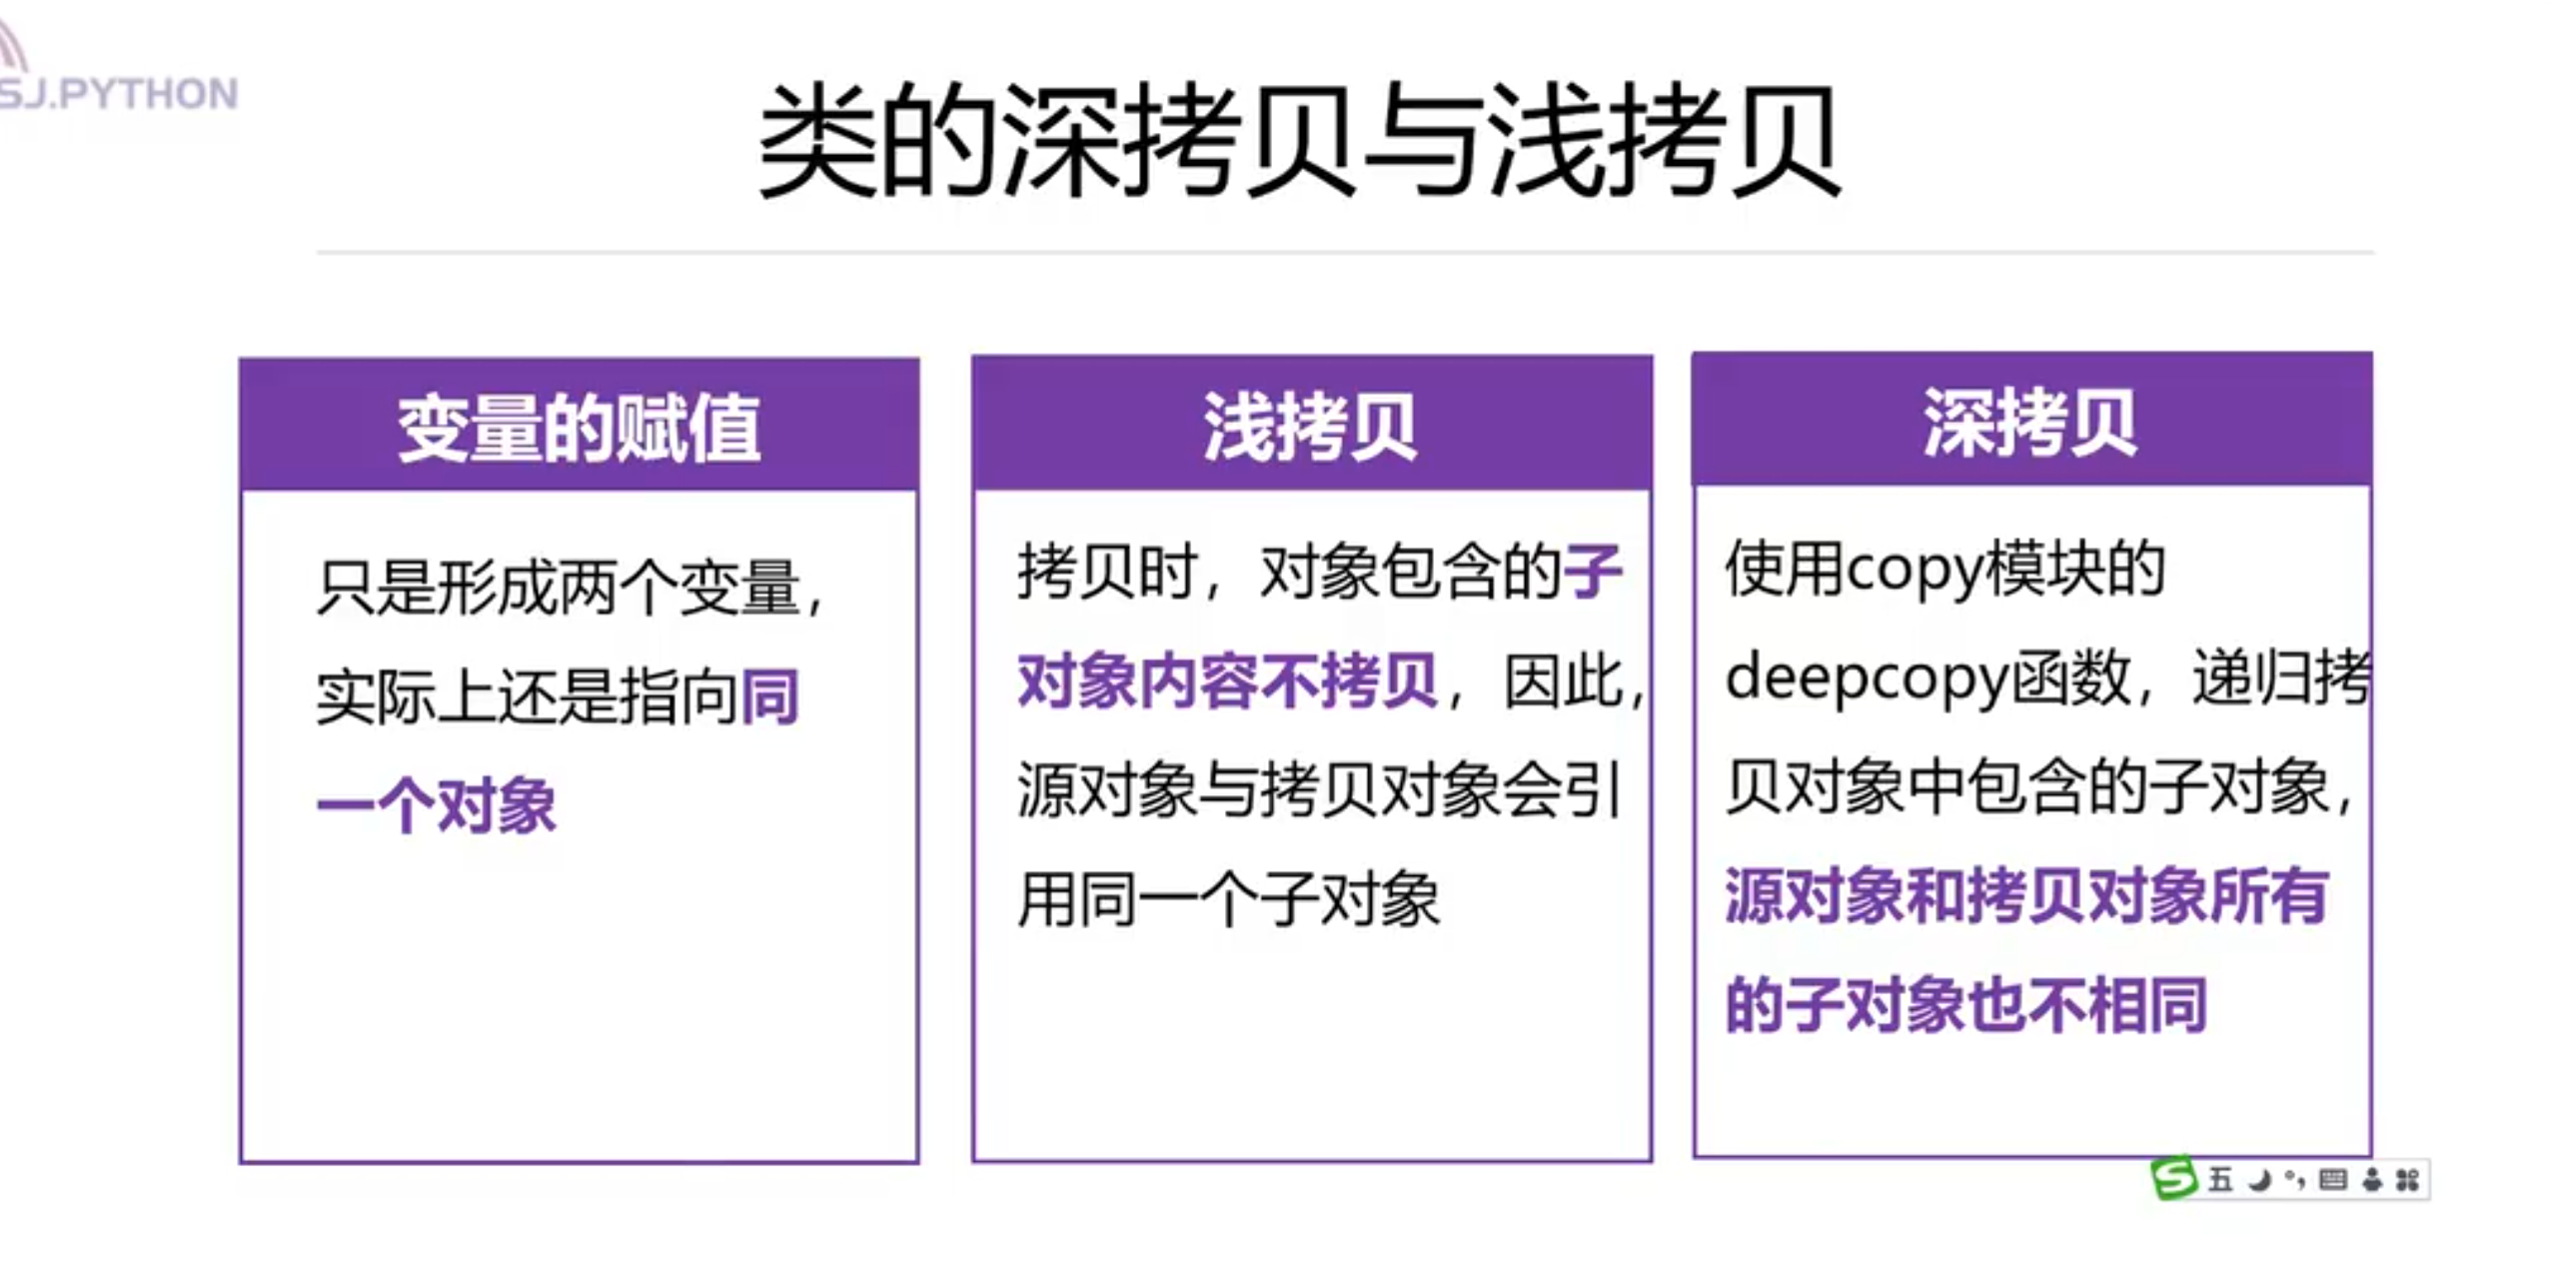 SJ.PYTHON
类的深拷贝与浅拷贝
变量的赋值
只是形成两个变量，
实际上还是指向同
一个对象
浅拷贝
拷贝时，对象包含的子
对象内容不拷贝，因此，
源对象与拷贝对象会引
用同一个子对象
深拷贝
使用copy模块的
deepcopy函数，递归拷
贝对象中包含的子对象，
源对象和拷贝对象所有
的子对象也不相同
五